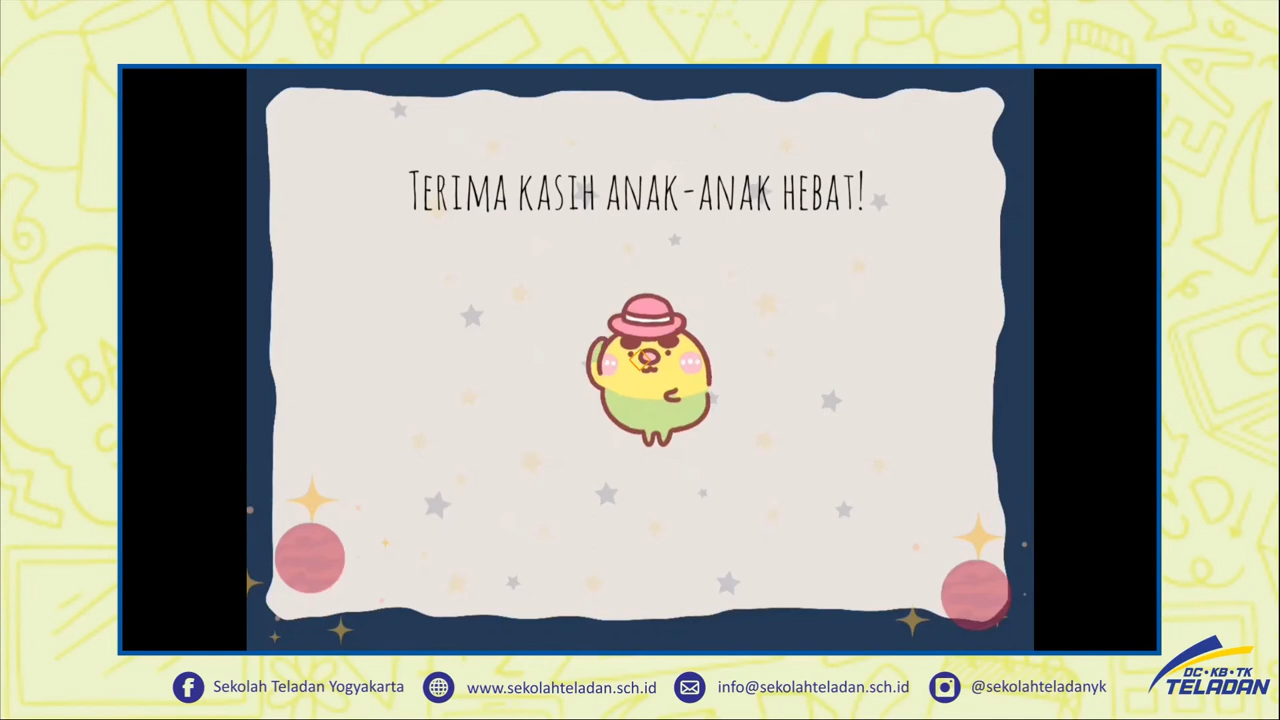 TERIMA KASIH ANAK-ANAK HEBAT!
Sekolah Teladan Yogyakarta
www.sekolahteladan.sch.id
info@sekolahteladan.sch.id
@sekolahteladanyk
DC•KB•TK
TELADAN